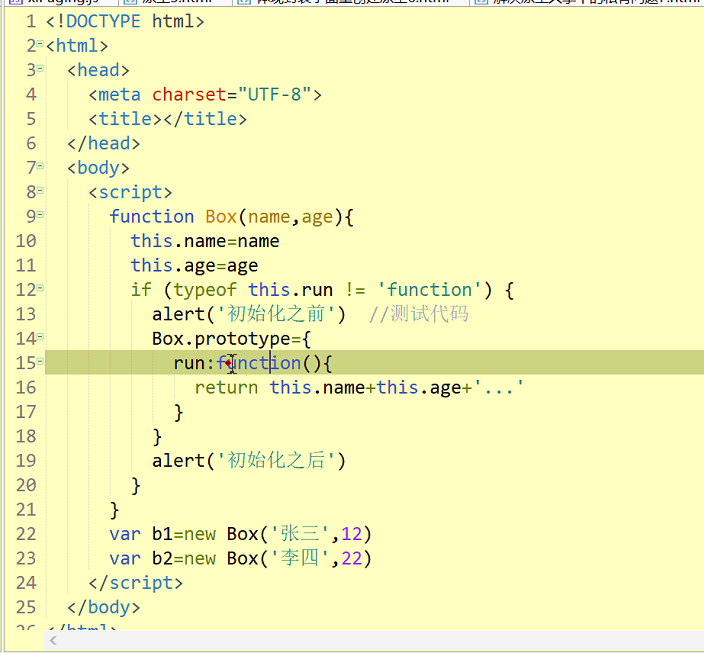 1 <!DOCTYPE html>
2 <html>
3 <head>
4 <meta charset="UTF-8">
5 <title></title>
6 </head>
7 <body>
8 <script>
9 function Box(name,age){
10 this.name=name
11 this.age=age
12 if (typeof this.run != 'function') {
13 alert('初始化之前') //测试代码
14 Box.prototype={
15 run:function(){
16 return this.name+this.age+'...'
17 }
18 }
19 alert('初始化之后')
20 }
21 }
22 var b1=new Box('张三',12)
23 var b2=new Box('李四',22)
24 </script>
25 </body>
26 </html>